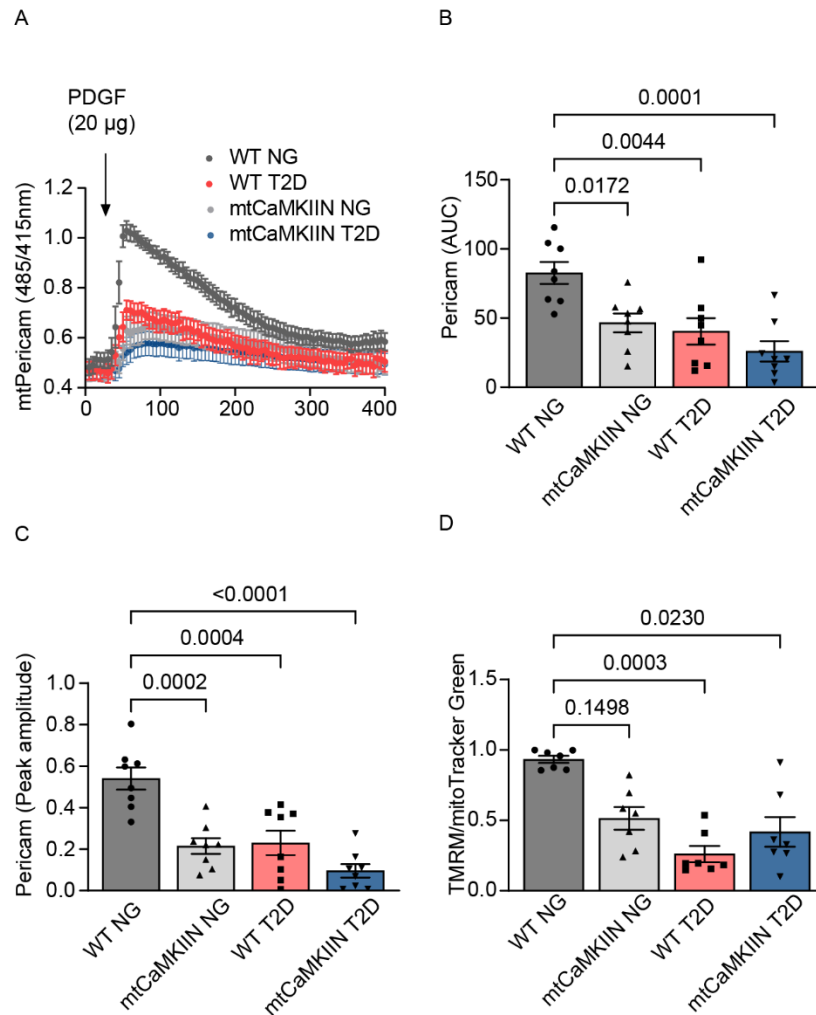 A
PDGF
(20 µg)
WT NG
WT T2D
mtCaMKIIN NG
mtCaMKIIN T2D
mtPericam (485/415nm)
1.2
1.0
0.8
0.6
0.4
0
100
200
300
400
B
0.0001
0.0044
0.0172
Pericam (AUC)
150
100
50
0
WT NG
mtCaMKIIN NG
WT T2D
mtCaMKIIN T2D
C
<0.0001
0.0004
0.0002
Pericam (Peak amplitude)
1.0
0.8
0.6
0.4
0.2
0.0
WT NG
mtCaMKIIN NG
WT T2D
mtCaMKIIN T2D
D
0.0230
0.0003
0.1498
TMRM/mitoTracker Green
1.5
1.0
0.5
0.0
WT NG
mtCaMKIIN NG
WT T2D
mtCaMKIIN T2D